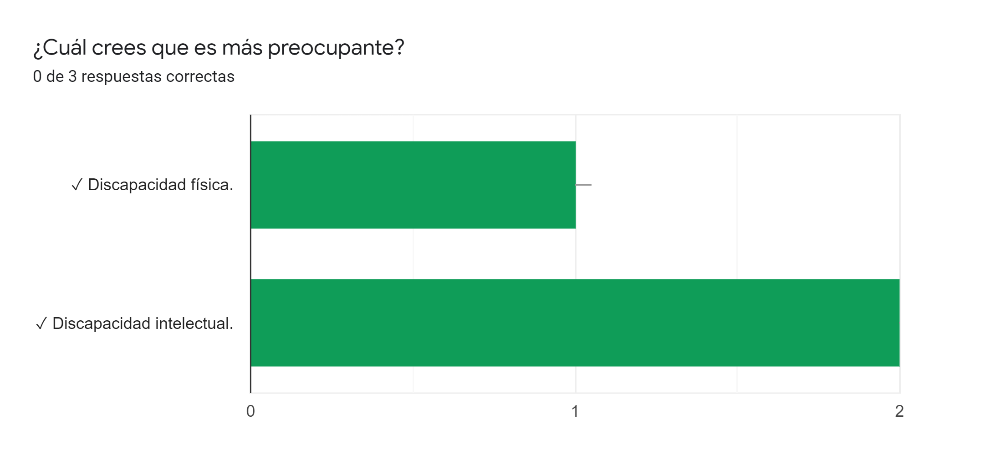 ¿Cuál crees que es más preocupante?
0 de 3 respuestas correctas
✓ Discapacidad física.
✓ Discapacidad intelectual.
0 1 2